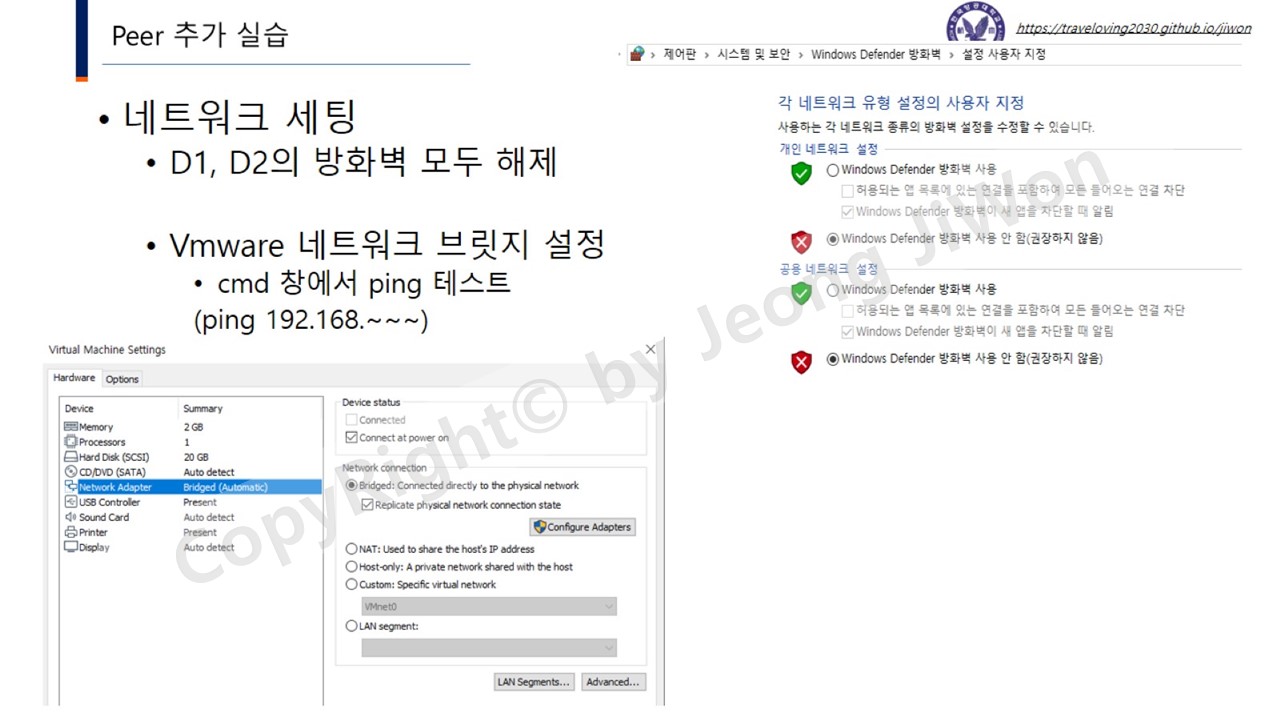 Peer 추가 실습
https://traveloving2030.github.io/jiwon
• 네트워크 세팅
• D1, D2의 방화벽 모두 해제
• Vmware 네트워크 브릿지 설정
• cmd 창에서 ping 테스트
(ping 192.168.~~~)
› 제어판 › 시스템 및 보안 › Windows Defender 방화벽 › 설정 사용자 지정
각 네트워크 유형 설정의 사용자 지정
사용하는 각 네트워크 종류의 방화벽 설정을 수정할 수 있습니다.
개인 네트워크 설정
Windows Defender 방화벽 사용
허용되는 앱 목록에 있는 연결을 포함하여 모든 들어오는 연결 차단
Windows Defender 방화벽이 새 앱을 차단할 때 알림
Windows Defender 방화벽 사용 안 함(권장하지 않음)
공용 네트워크 설정
Windows Defender 방화벽 사용
허용되는 앱 목록에 있는 연결을 포함하여 모든 들어오는 연결 차단
Windows Defender 방화벽이 새 앱을 차단할 때 알림
Windows Defender 방화벽 사용 안 함(권장하지 않음)
Virtual Machine Settings
Hardware Options
Device Summary
Memory 2 GB
Processors 1
Hard Disk (SCSI) 20 GB
CD/DVD (SATA) Auto detect
Network Adapter Bridged (Automatic)
USB Controller Present
Sound Card Auto detect
Printer Present
Display Auto detect
Device status
Connected
Connect at power on
Network connection
Bridged: Connected directly to the physical network
Replicate physical network connection state
Configure Adapters
NAT: Used to share the host's IP address
Host-only: A private network shared with the host
Custom: Specific virtual network
VMnet0
LAN segment:
LAN Segments... Advanced...
CopyRight© by Jeong JiWon